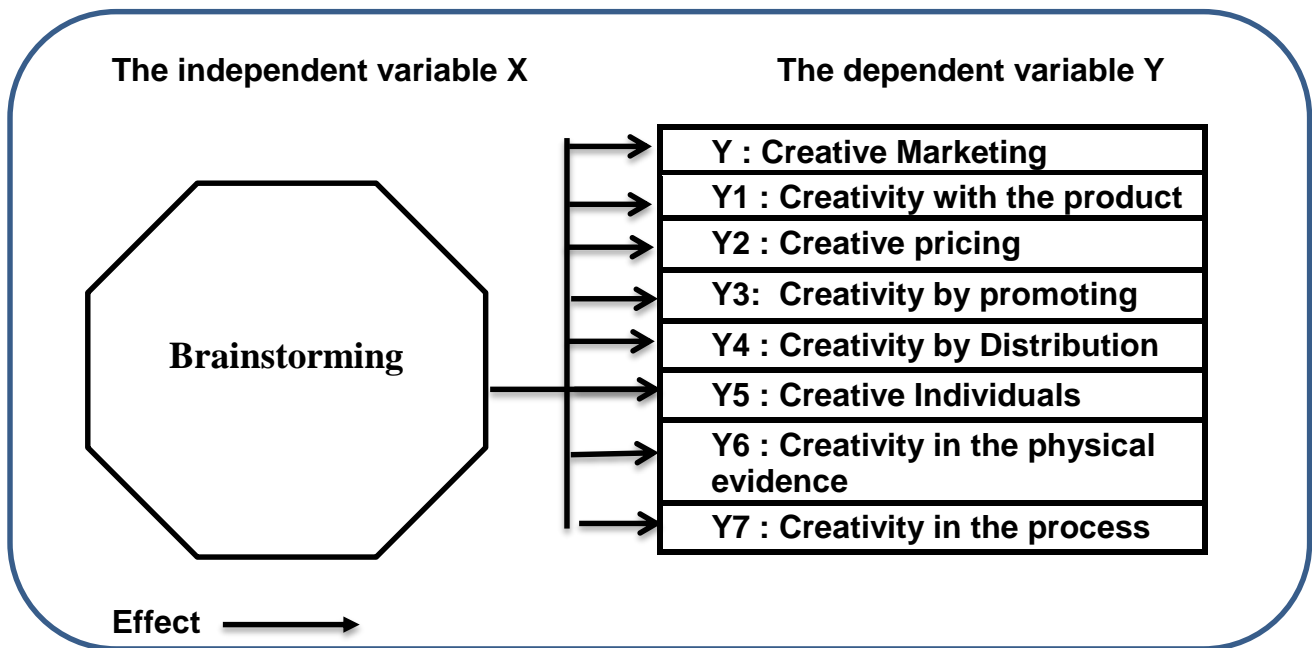 The independent variable X
The dependent variable Y
Brainstorming
Y : Creative Marketing
Y1 : Creativity with the product
Y2 : Creative pricing
Y3:  Creativity by promoting
Y4 : Creativity by Distribution
Y5 : Creative Individuals
Y6 : Creativity in the physical
evidence
Y7 : Creativity in the process
Effect